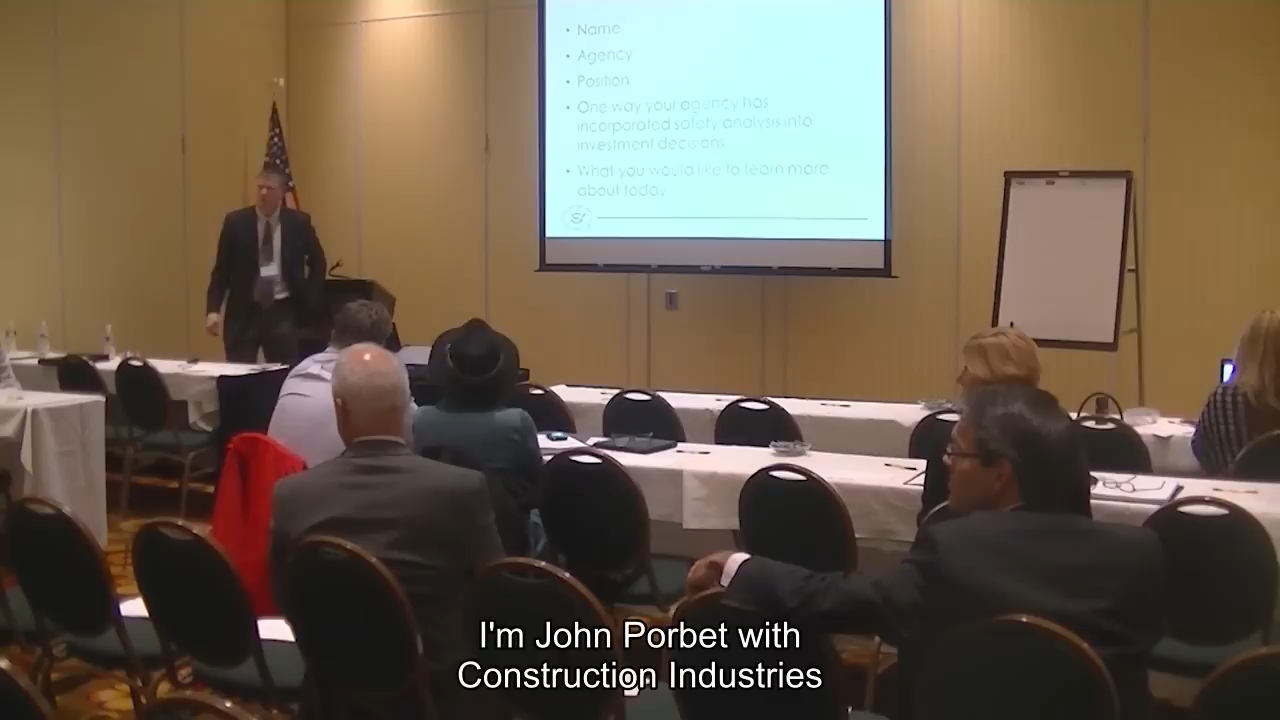 • Name
• Agency
• Position
• One way your agency has
incorporated safety analysis into
investment decisions
• What you would like to learn more
about today
I'm John Porbet with
Construction Industries